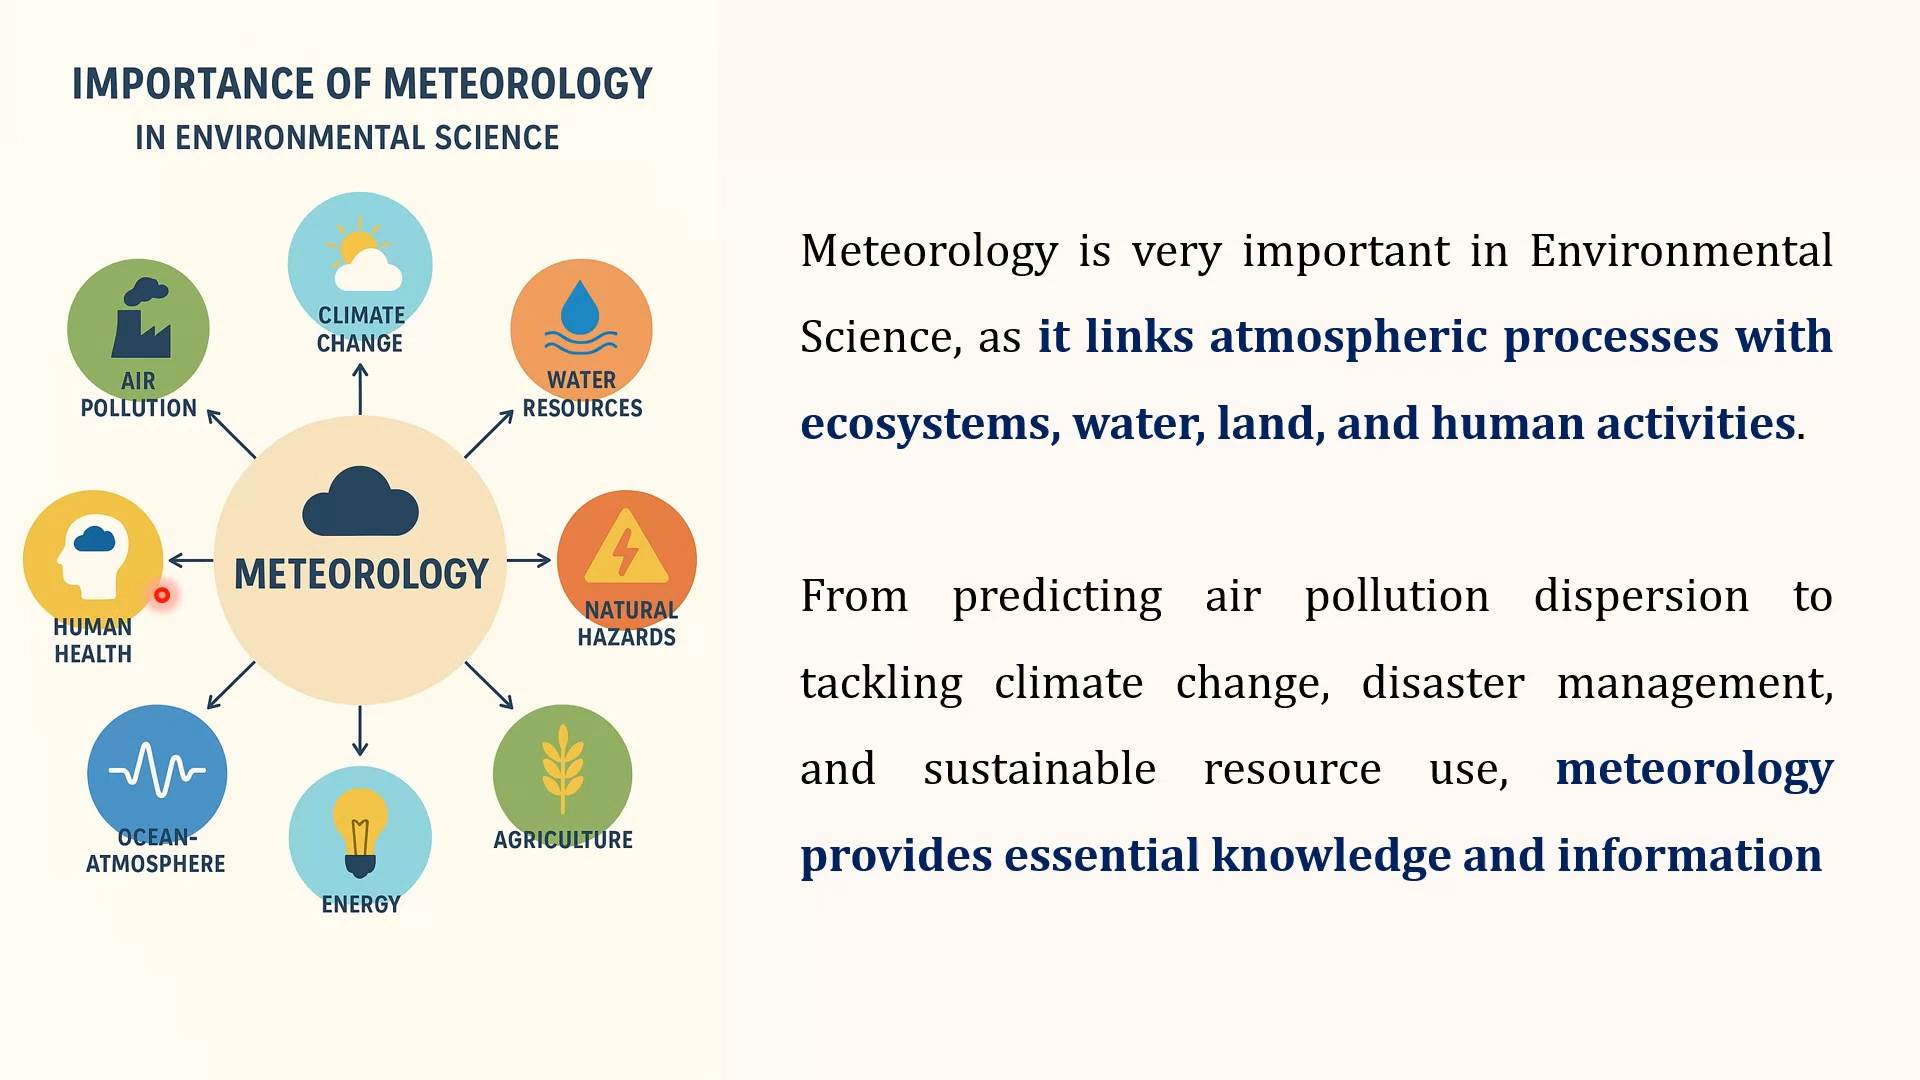 IMPORTANCE OF METEOROLOGY
IN ENVIRONMENTAL SCIENCE
CLIMATE
CHANGE
AIR
POLLUTION
WATER
RESOURCES
METEOROLOGY
HUMAN
HEALTH
NATURAL
HAZARDS
OCEAN-
ATMOSPHERE
ENERGY
AGRICULTURE
Meteorology is very important in Environmental
Science, as it links atmospheric processes with
ecosystems, water, land, and human activities.
From predicting air pollution dispersion to
tackling climate change, disaster management,
and sustainable resource use, meteorology
provides essential knowledge and information